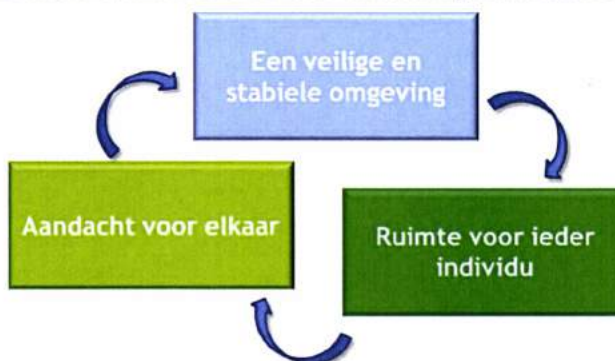 Een veilige en
stabiele omgeving
Aandacht voor elkaar
Ruimte voor ieder
individu